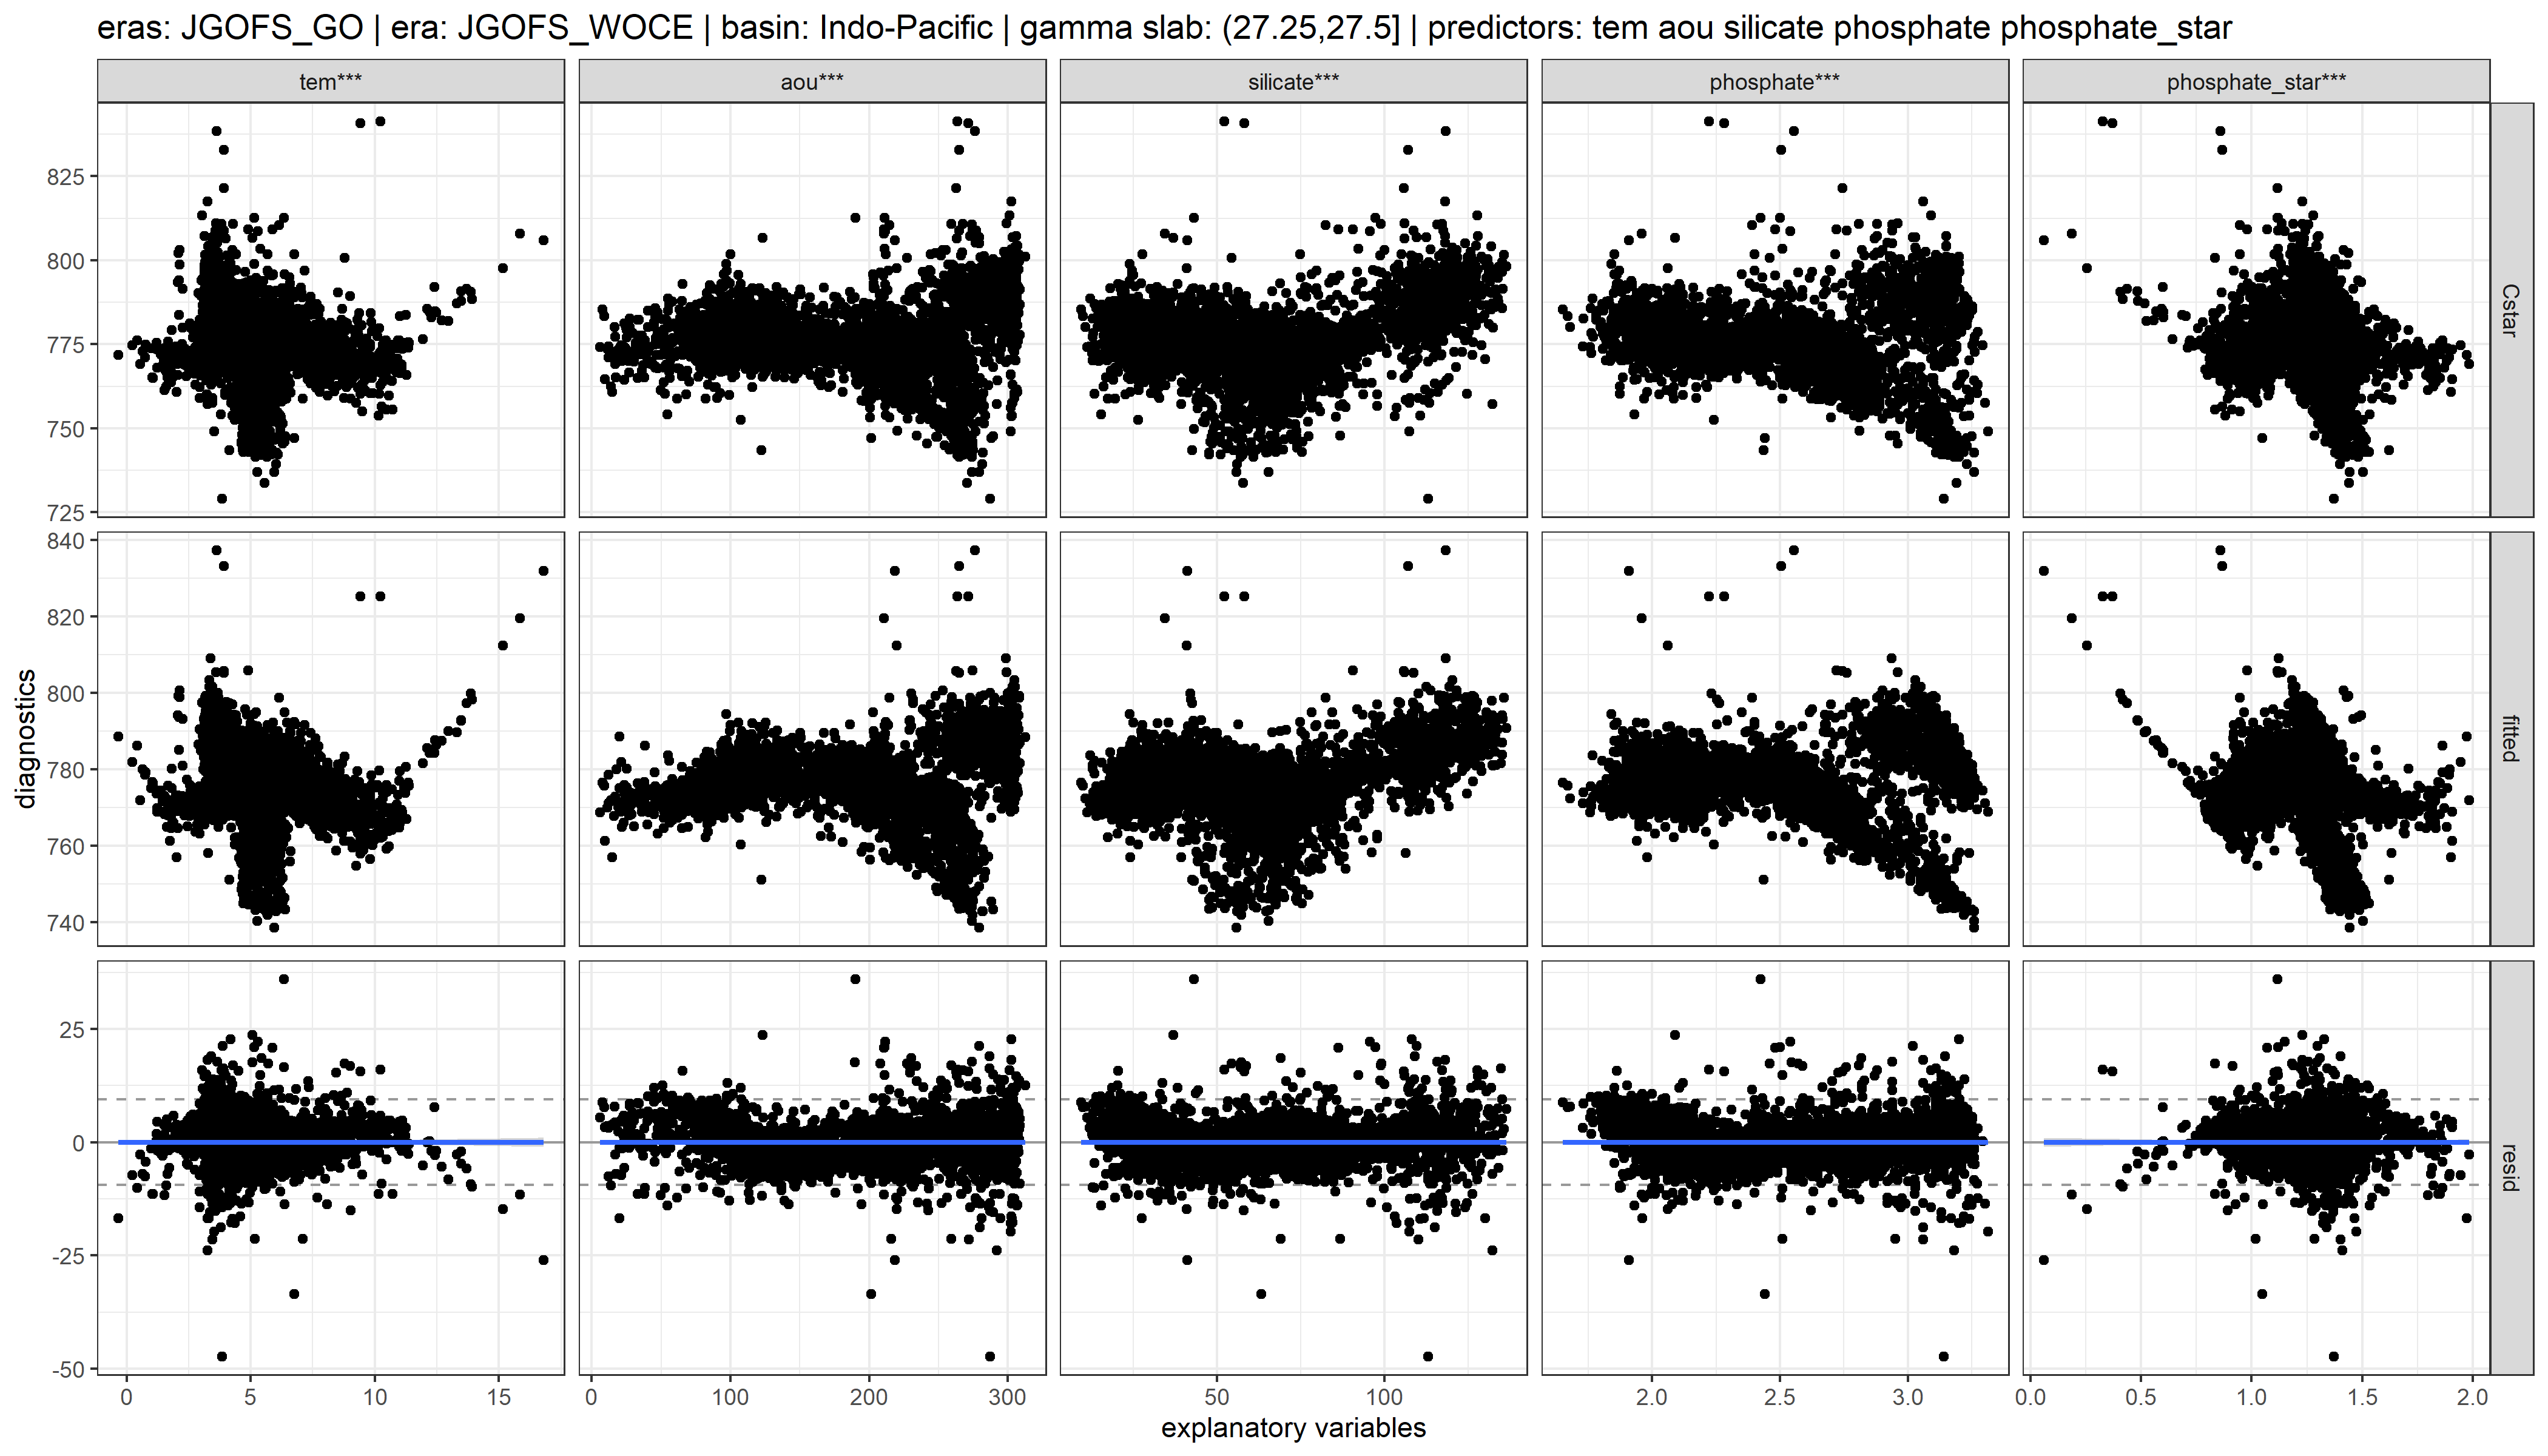 eras: JGOFS_GO | era: JGOFS_WOCE | basin: Indo-Pacific | gamma slab: (27.25,27.5] | predictors: tem aou silicate phosphate phosphate_star
tem*** aou*** silicate*** phosphate*** phosphate_star***
825
800
775
750
725
Cstar
840
820
800
780
760
740
fitted
diagnostics
25
0
-25
-50
resid
0 5 10 15 0 100 200 300 50 100 2.0 2.5 3.0 0.0 0.5 1.0 1.5 2.0
explanatory variables